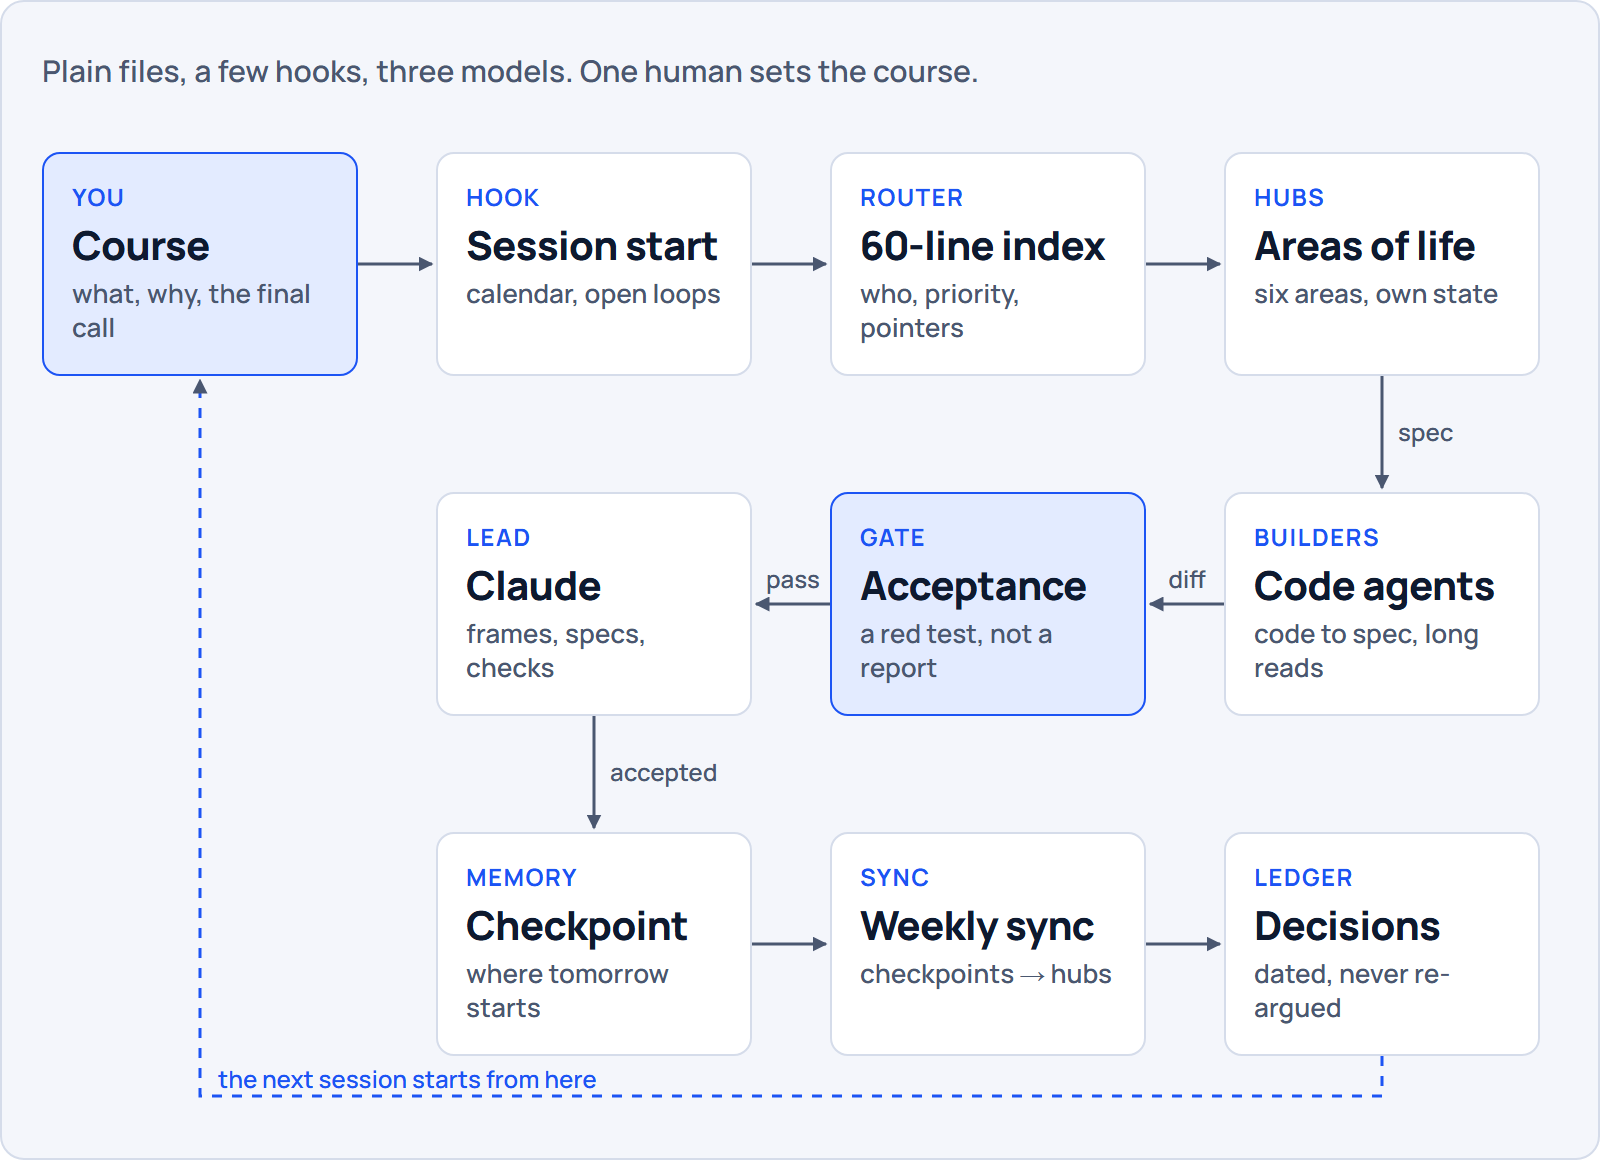 Plain files, a few hooks, three models. One human sets the course.
YOU
Course
what, why, the final
call
HOOK
Session start
calendar, open loops
ROUTER
60-line index
who, priority,
pointers
HUBS
Areas of life
six areas, own state
spec
LEAD
Claude
frames, specs,
checks
pass
GATE
Acceptance
a red test, not a
report
diff
BUILDERS
Code agents
code to spec, long
reads
accepted
MEMORY
Checkpoint
where tomorrow
starts
SYNC
Weekly sync
checkpoints → hubs
LEDGER
Decisions
dated, never re-
argued
the next session starts from here